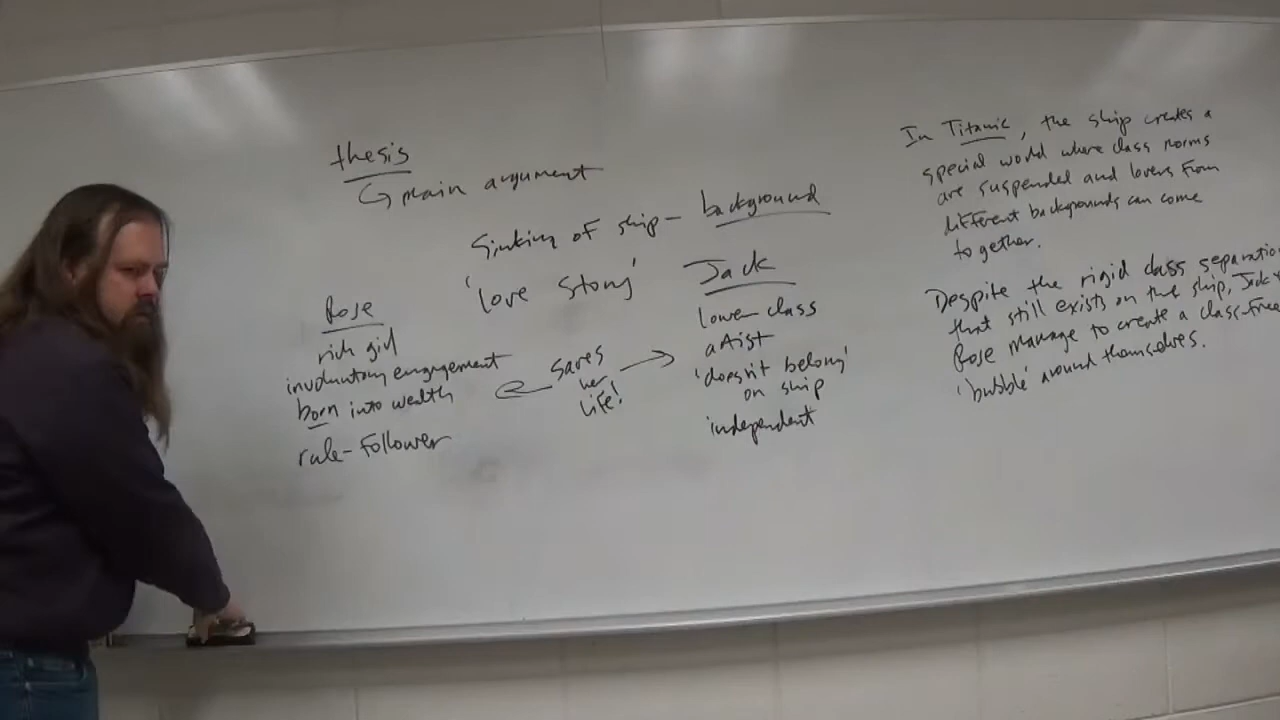 thesis
↳ main argument
Sinking of ship - background
'love story'
Rose
rich girl
involuntary engagement
born into wealth
rule-follower
saves
her
life!
Jack
lower class
artist
'doesn't belong'
on ship
independent
In Titanic, the ship creates a
special world where class norms
are suspended and lovers from
different backgrounds can come
together.
Despite the rigid class separation
that still exists on the ship, Jack
Rose manage to create a class-free
'bubble' around themselves.